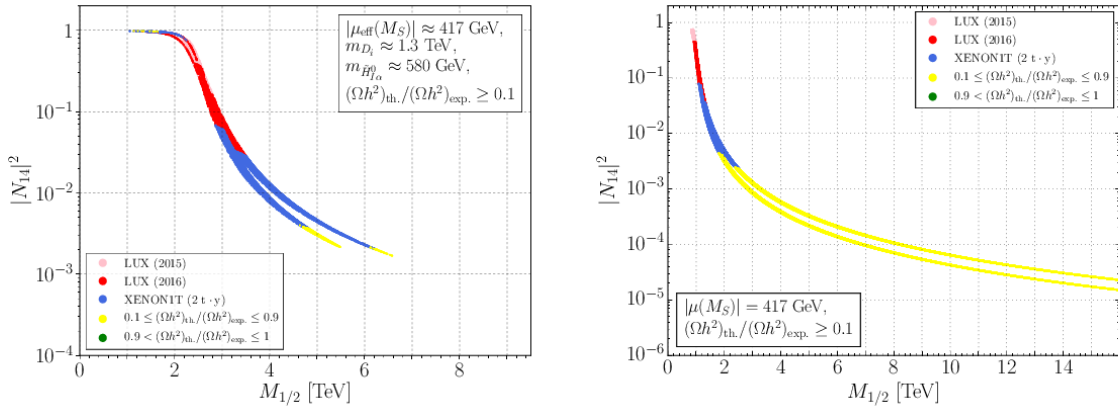 |N₁₄|²
1
10⁻¹
10⁻²
10⁻³
10⁻⁴
|μ_eff(M_S)| ≈ 417 GeV,
m_{D_i} ≈ 1.3 TeV,
m_{H̃⁰_{Iα}} ≈ 580 GeV,
(Ωh²)_th./(Ωh²)_exp. ≥ 0.1
LUX (2015)
LUX (2016)
XENON1T (2 t · y)
0.1 ≤ (Ωh²)_th./(Ωh²)_exp. ≤ 0.9
0.9 < (Ωh²)_th./(Ωh²)_exp. ≤ 1
0 2 4 6 8
M_{1/2} [TeV]
|N₁₄|²
1
10⁻¹
10⁻²
10⁻³
10⁻⁴
10⁻⁵
10⁻⁶
LUX (2015)
LUX (2016)
XENON1T (2 t · y)
0.1 ≤ (Ωh²)_th./(Ωh²)_exp. ≤ 0.9
0.9 < (Ωh²)_th./(Ωh²)_exp. ≤ 1
|μ(M_S)| = 417 GeV,
(Ωh²)_th./(Ωh²)_exp. ≥ 0.1
0 2 4 6 8 10 12 14
M_{1/2} [TeV]